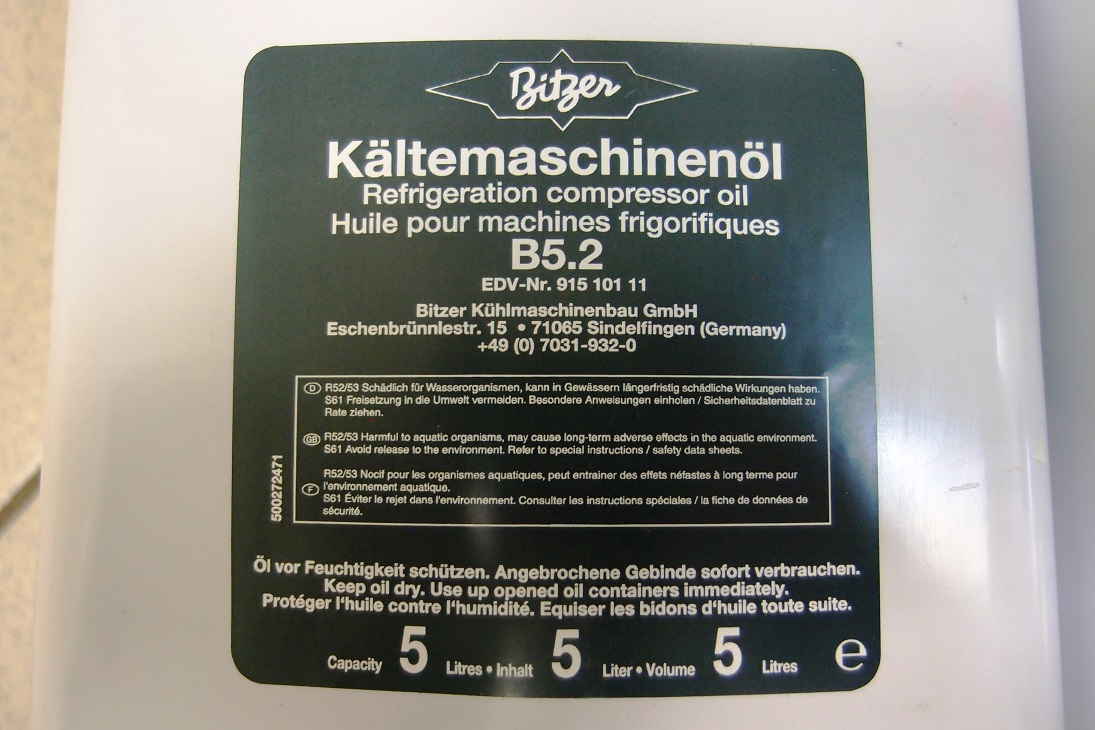 Bitzer
Kältemaschinenöl
Refrigeration compressor oil
Huile pour machines frigorifiques
B5.2
EDV-Nr. 915 101 11
Bitzer Kühlmaschinenbau GmbH
Eschenbrünnlestr. 15 • 71065 Sindelfingen (Germany)
+49 (0) 7031-932-0
D R52/53 Schädlich für Wasserorganismen, kann in Gewässern längerfristig schädliche Wirkungen haben.
S61 Freisetzung in die Umwelt vermeiden. Besondere Anweisungen einholen / Sicherheitsdatenblatt zu
Rate ziehen.
GB R52/53 Harmful to aquatic organisms, may cause long-term adverse effects in the aquatic environment.
S61 Avoid release to the environment. Refer to special instructions / safety data sheets.
R52/53 Nocif pour les organismes aquatiques, peut entrainer des effets néfastes à long terme pour
F l'environnement aquatique.
S61 Éviter le rejet dans l'environnement. Consulter les instructions spéciales / la fiche de données de
sécurité.
500272471
Öl vor Feuchtigkeit schützen. Angebrochene Gebinde sofort verbrauchen.
Keep oil dry. Use up opened oil containers immediately.
Protéger l'huile contre l'humidité. Equiser les bidons d'huile toute suite.
Capacity 5 Litres • Inhalt 5 Liter • Volume 5 Litres ℮